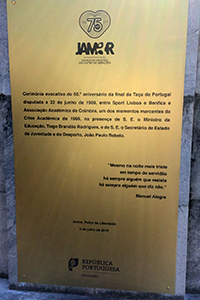 75
JAMOR
Cerimónia evocativa do 50.º aniversário da final da Taça de Portugal
disputada a 22 de junho de 1969, entre Sport Lisboa e Benfica e
Associação Académica de Coimbra, um dos momentos marcantes da
Crise Académica de 1969, na presença de S. E. o Ministro da
Educação, Tiago Brandão Rodrigues, e de S. E. o Secretário de Estado
da Juventude e do Desporto, João Paulo Rebelo.
"Mesmo na noite mais triste
em tempo de servidão
há sempre alguém que resiste
há sempre alguém que diz não."
Manuel Alegre
Jamor, Palco de Liberdade
REPÚBLICA
PORTUGUESA